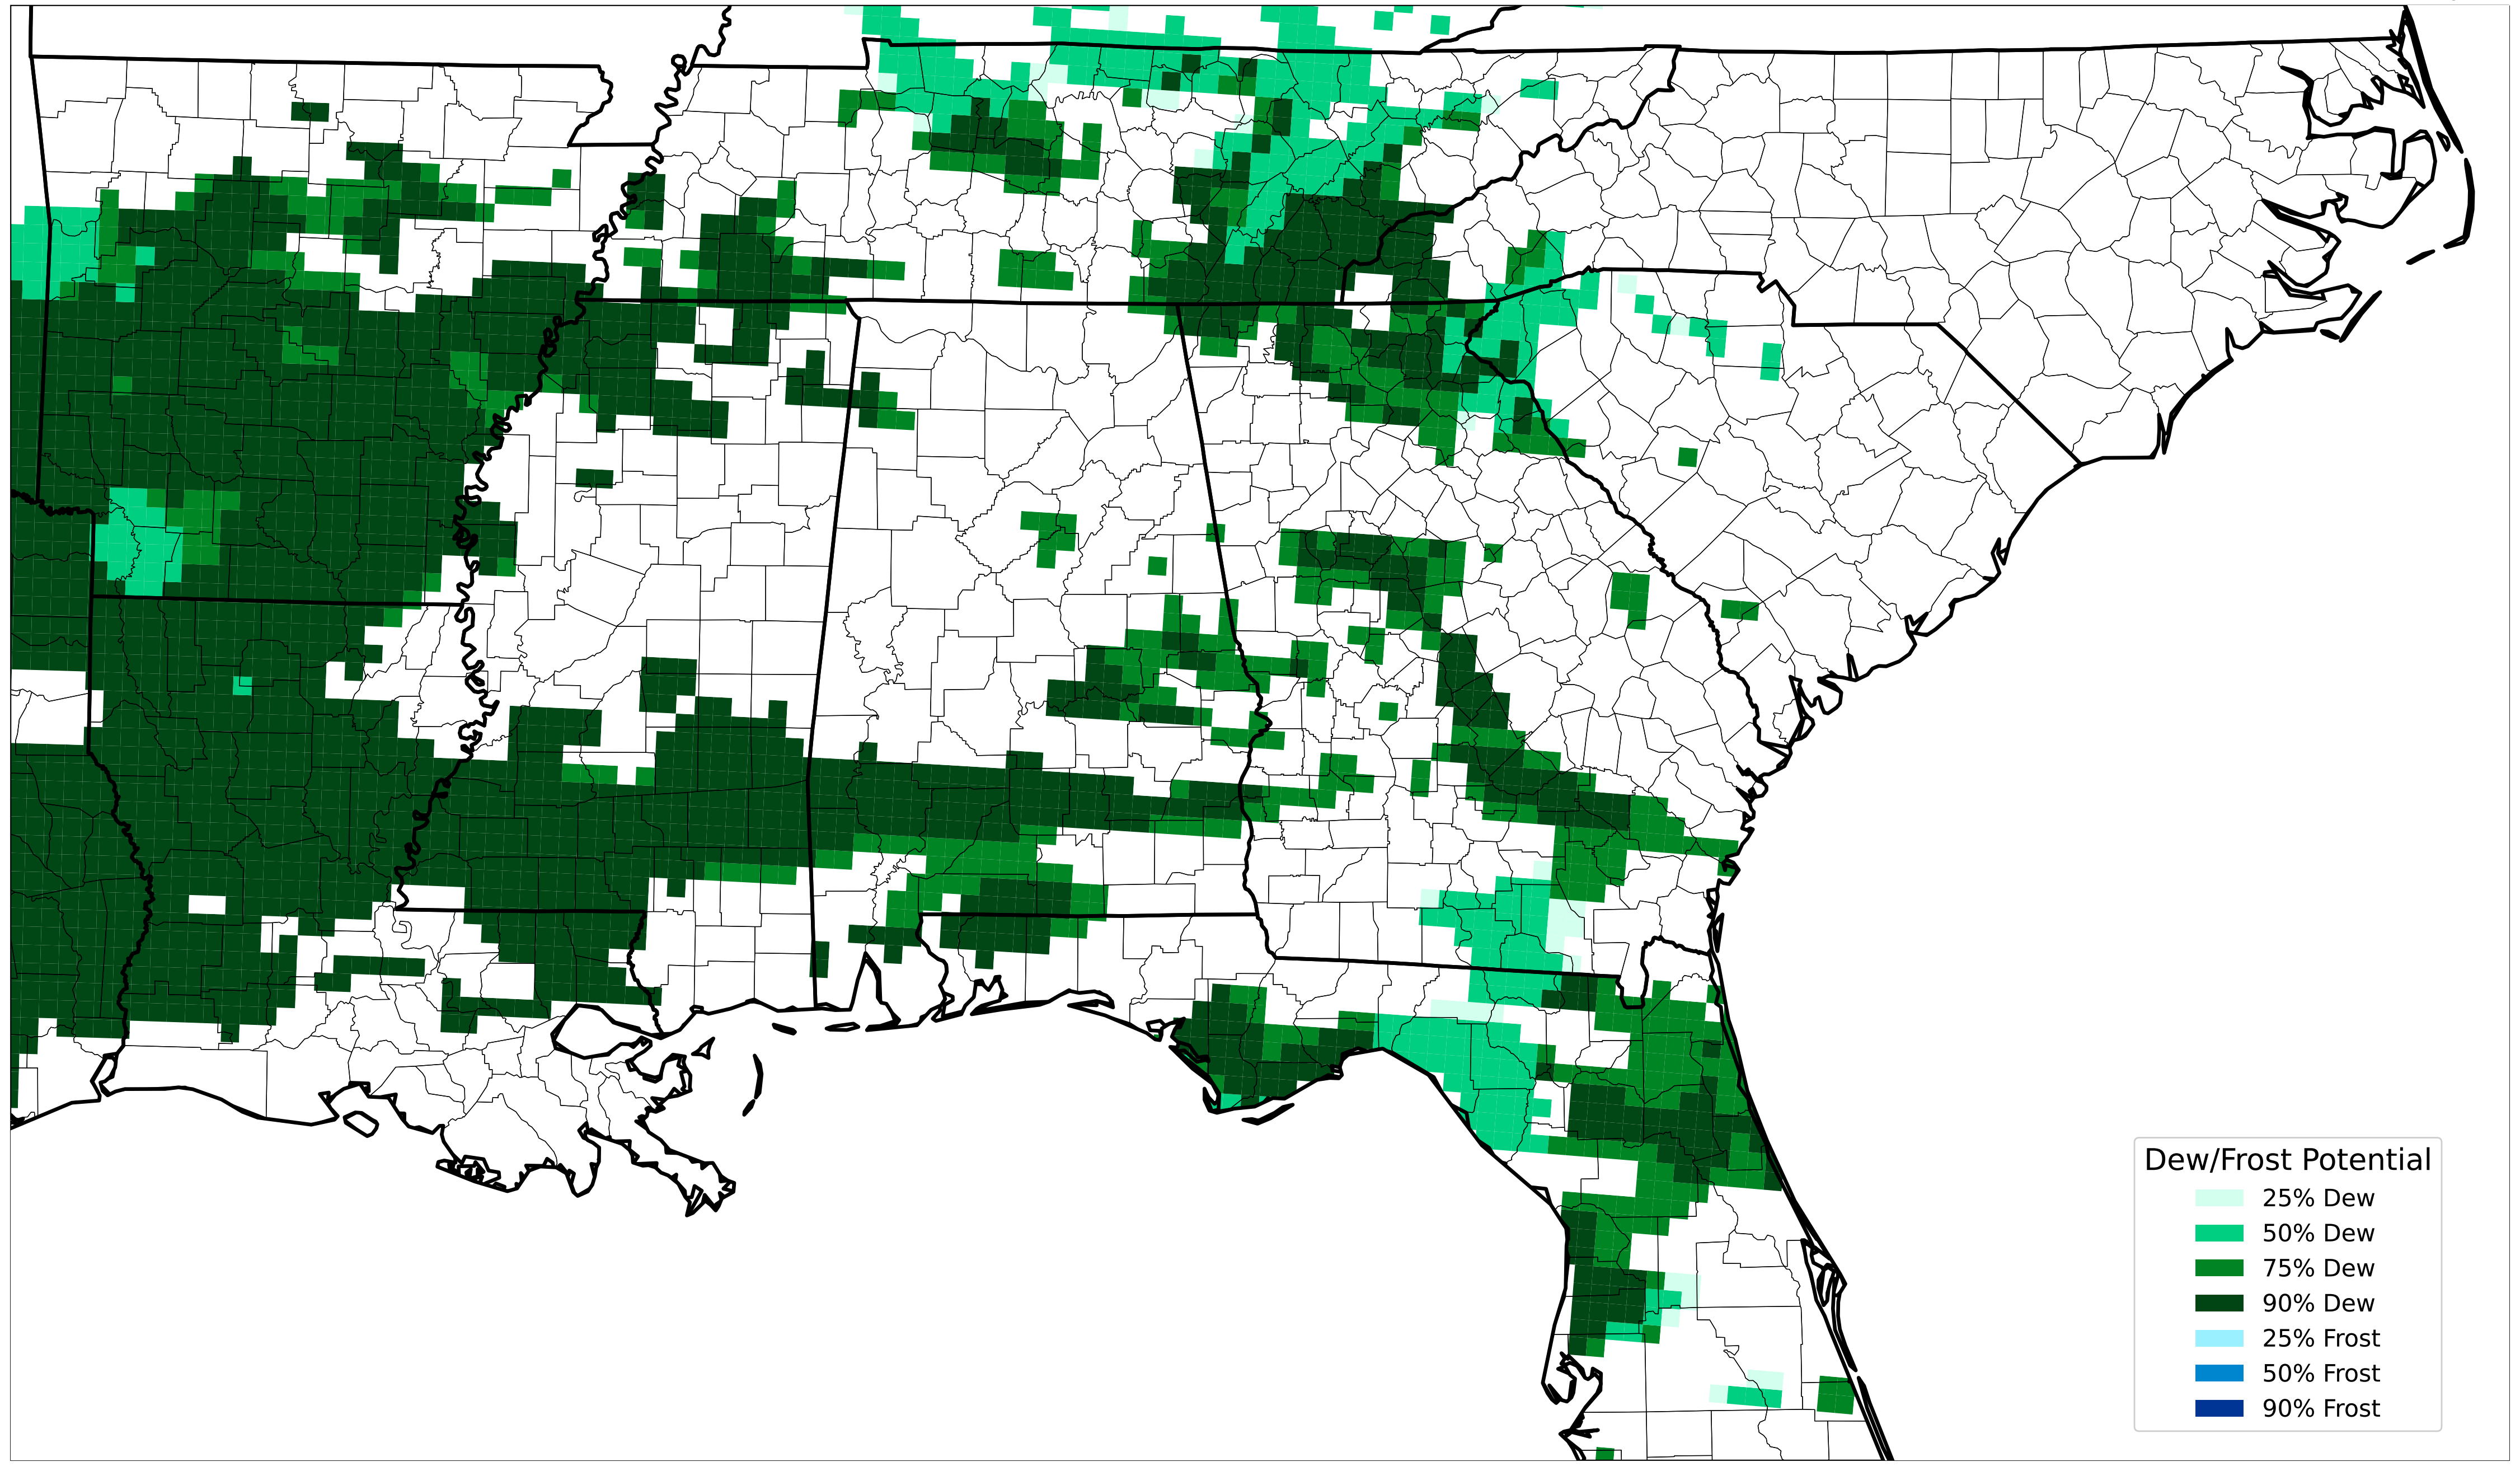 Dew/Frost Potential
25% Dew
50% Dew
75% Dew
90% Dew
25% Frost
50% Frost
90% Frost